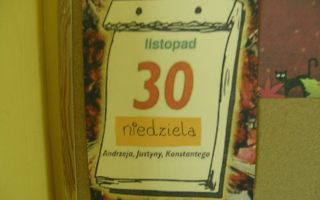 listopad
30
niedziela
Andrzeja, Justyny, Konstantego